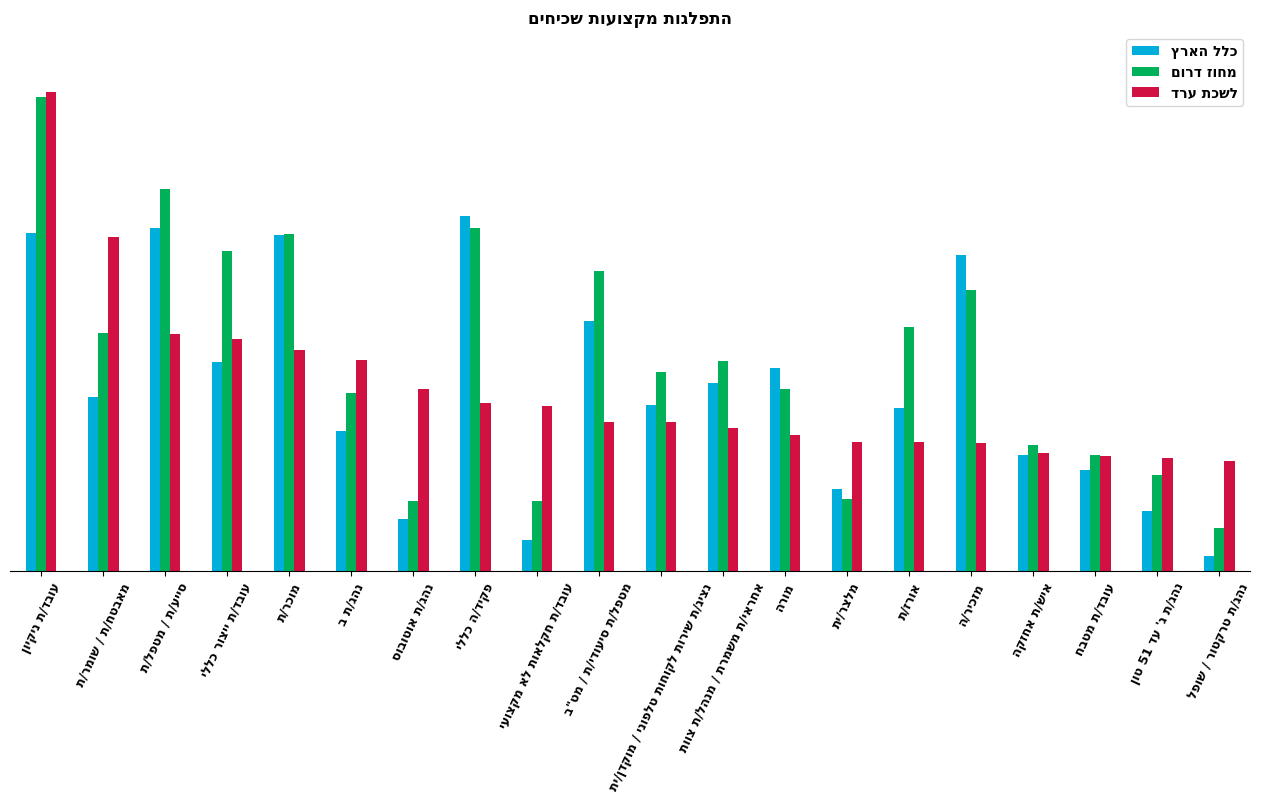 התפלגות מקצועות שכיחים
כלל הארץ
מחוז דרום
לשכת ערד
עובד/ת ניקיון
מאבטח/ת / שומר/ת
סייע/ת / מטפל/ת
עובד/ת ייצור כללי
מוכר/ת
נהג/ת ב
נהג/ת אוטובוס
פקיד/ה כללי
עובד/ת חקלאות לא מקצועי
מטפל/ת סיעודי/ת / מט"ב
נציג/ת שירות לקוחות טלפוני / מוקדן/ית
אחראי/ת משמרת / מנהל/ת צוות
מורה
מלצר/ית
אורז/ת
מזכיר/ה
איש/ת אחזקה
עובד/ת מטבח
נהג/ת ג' עד 51 טון
נהג/ת טרקטור / שופל